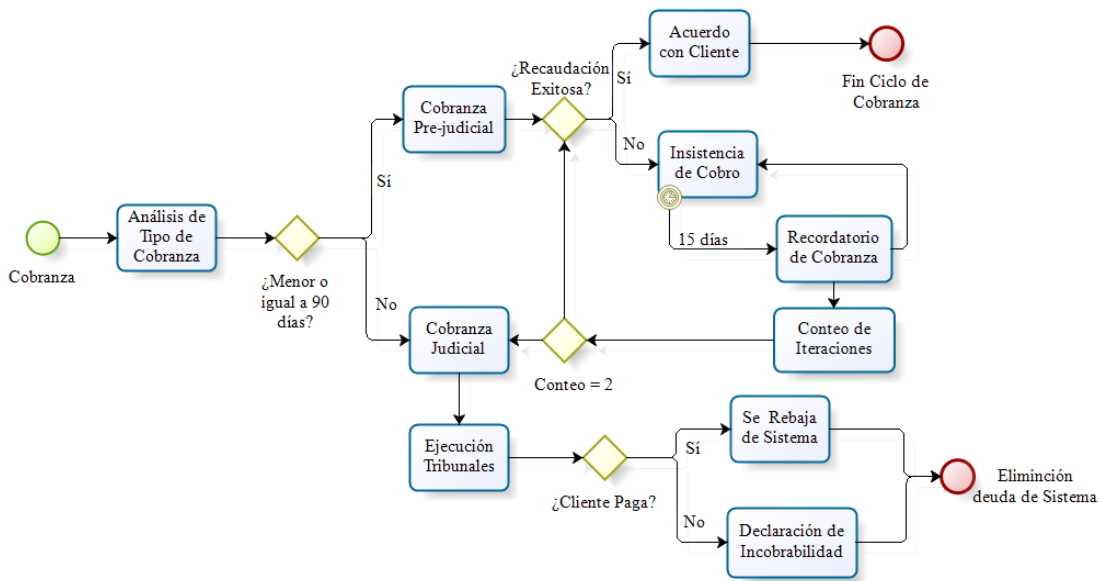 Acuerdo
con Cliente
¿Recaudación
Exitosa?
Sí
Fin Ciclo de
Cobranza
Cobranza
Pre-judicial
No
Insistencia
de Cobro
Sí
Análisis de
Tipo de
Cobranza
15 días
Recordatorio
de Cobranza
Cobranza
¿Menor o
igual a 90
días?
No
Cobranza
Judicial
Conteo de
Iteraciones
Conteo = 2
Se Rebaja
de Sistema
Ejecución
Tribunales
Sí
Eliminción
deuda de Sistema
¿Cliente Paga?
No
Declaración de
Incobrabilidad